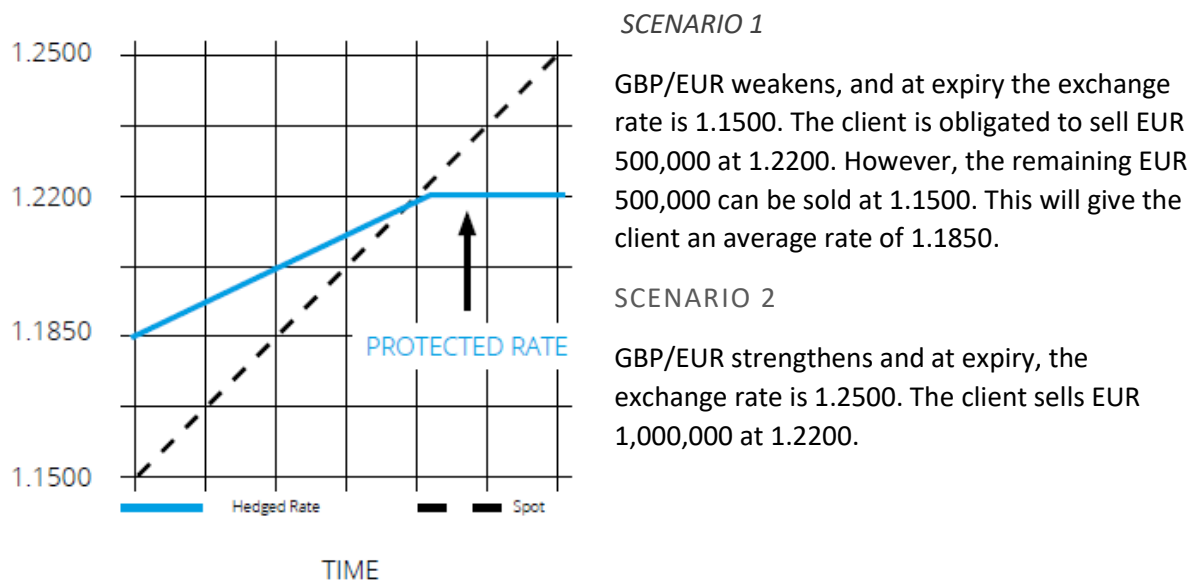 1.2500
1.2200
1.1850
1.1500
PROTECTED RATE
Hedged Rate
Spot
TIME
SCENARIO 1
GBP/EUR weakens, and at expiry the exchange
rate is 1.1500. The client is obligated to sell EUR
500,000 at 1.2200. However, the remaining EUR
500,000 can be sold at 1.1500. This will give the
client an average rate of 1.1850.
SCENARIO 2
GBP/EUR strengthens and at expiry, the
exchange rate is 1.2500. The client sells EUR
1,000,000 at 1.2200.